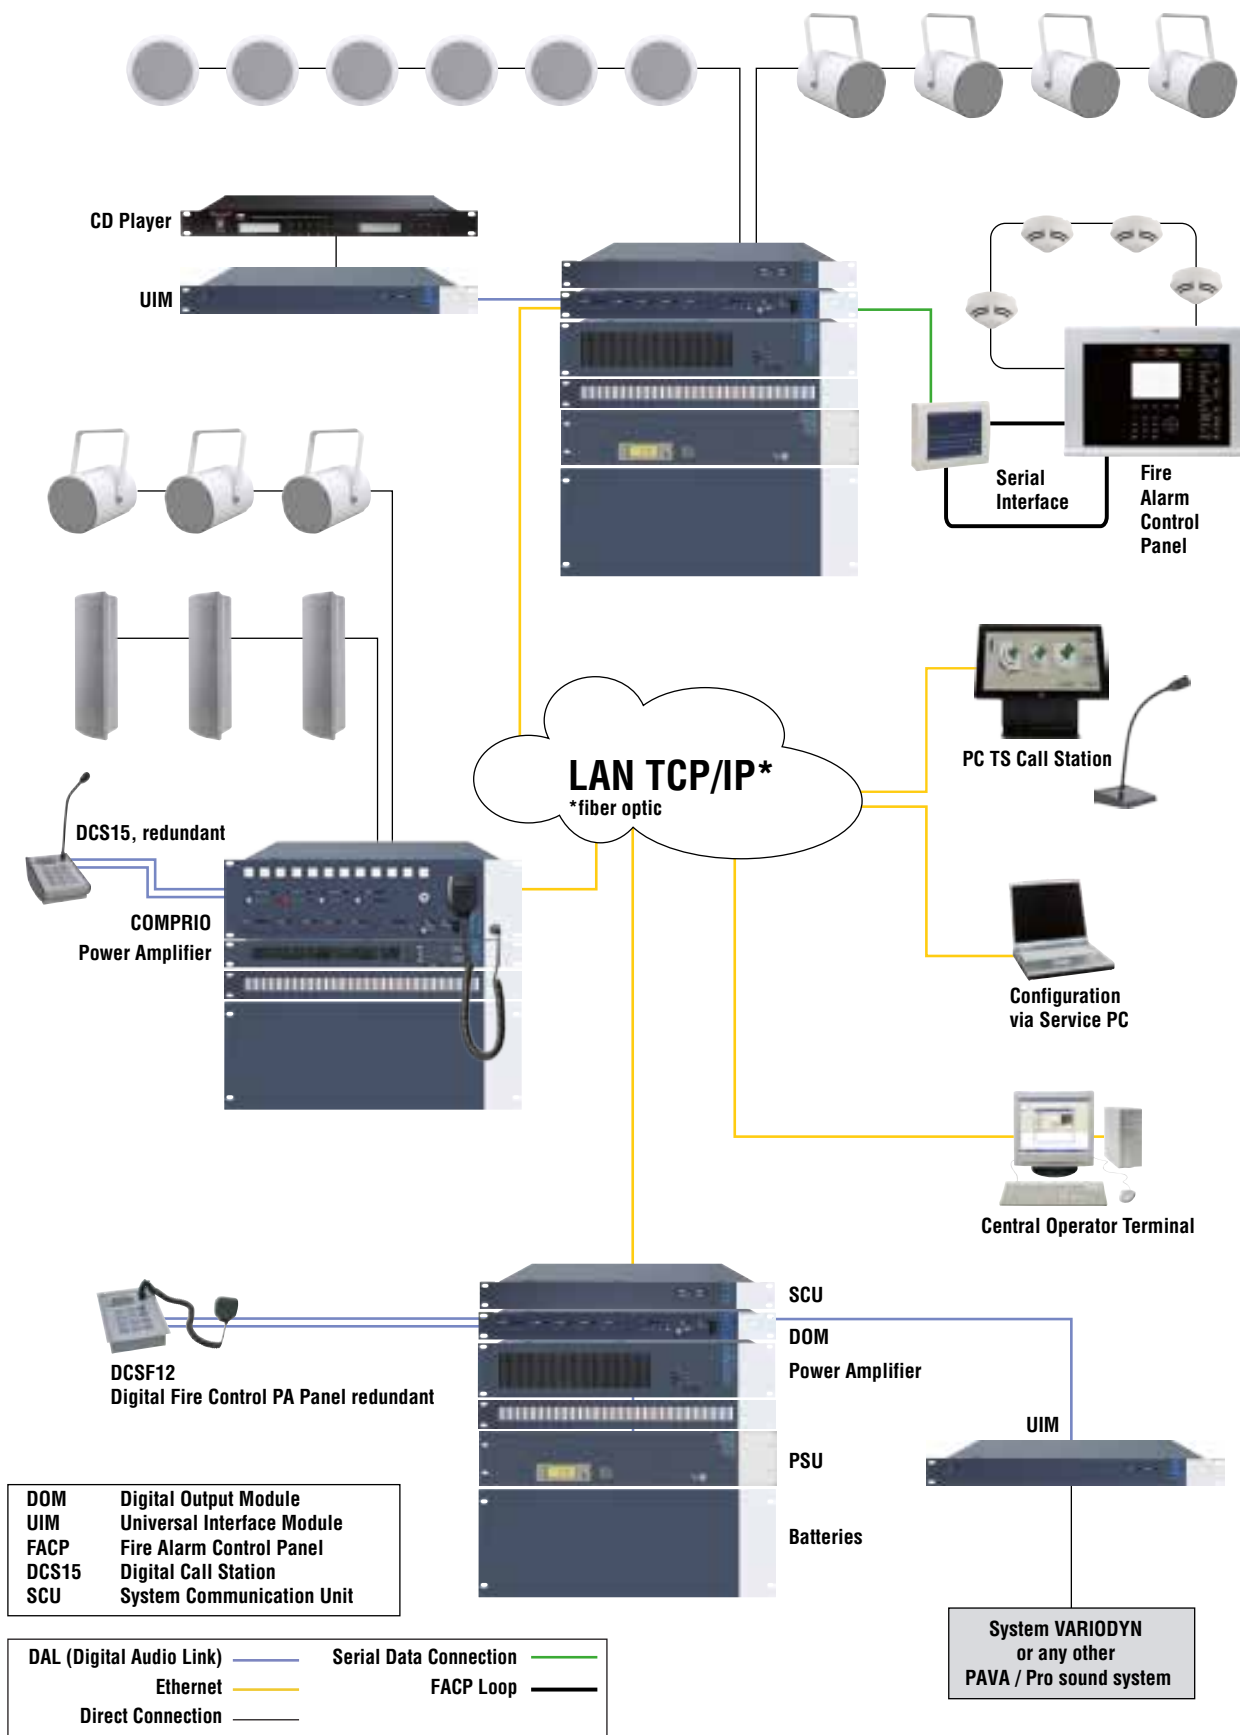 CD Player
UIM
Serial
Interface
Fire
Alarm
Control
Panel
LAN TCP/IP*
*fiber optic
PC TS Call Station
DCS15, redundant
COMPRIO
Power Amplifier
Configuration
via Service PC
Central Operator Terminal
SCU
DOM
Power Amplifier
DCSF12
Digital Fire Control PA Panel redundant
UIM
PSU
Batteries
DOM Digital Output Module
UIM Universal Interface Module
FACP Fire Alarm Control Panel
DCS15 Digital Call Station
SCU System Communication Unit
System VARIODYN
or any other
PAVA / Pro sound system
DAL (Digital Audio Link) Serial Data Connection
Ethernet FACP Loop
Direct Connection